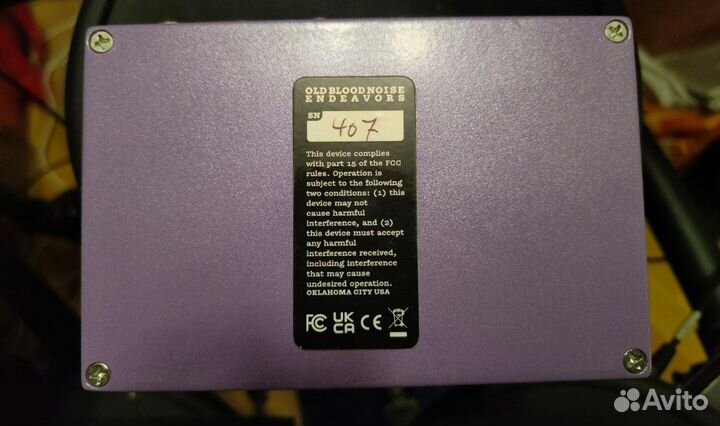 OLD BLOOD NOISE
ENDEAVORS
SN
407
This device complies
with part 15 of the FCC
rules. Operation is
subject to the following
two conditions: (1) this
device may not
cause harmful
interference, and (2)
this device must accept
any harmful
interference received,
including interference
that may cause
undesired operation.
OKLAHOMA CITY USA
FC UK CA CE
Avito